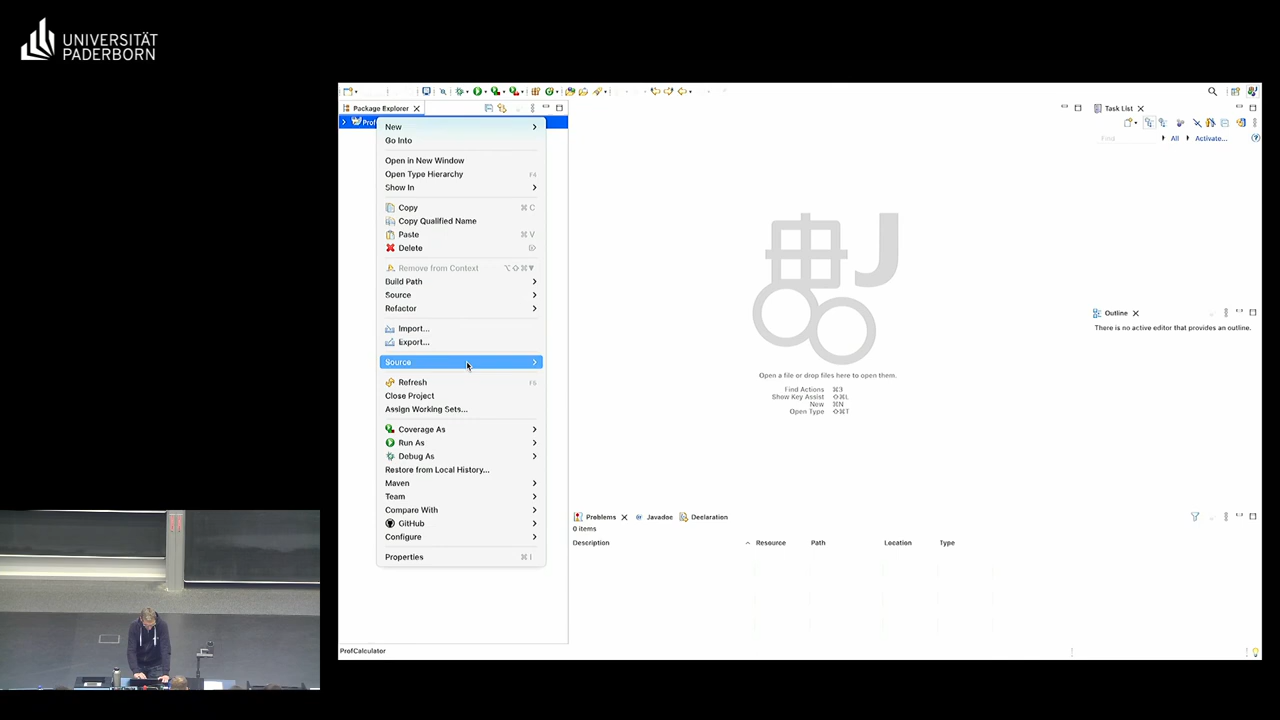 UNIVERSITÄT
PADERBORN
Package Explorer
Prof
New
Go Into
Open in New Window
Open Type Hierarchy F4
Show In
Copy ⌘ C
Copy Qualified Name
Paste ⌘ V
Delete
Remove from Context
Build Path
Source
Refactor
Import...
Export...
Source
Refresh F5
Close Project
Assign Working Sets...
Coverage As
Run As
Debug As
Restore from Local History...
Maven
Team
Compare With
GitHub
Configure
Properties ⌘ I
ProfCalculator
J
Open a file or drop files here to open them.
Find Actions ⌘3
Show Key Assist ⇧⌘L
New ⌘N
Open Type ⇧⌘T
Task List
Find All Activate...
Outline
There is no active editor that provides an outline.
Problems Javadoc Declaration
0 items
Description Resource Path Location Type